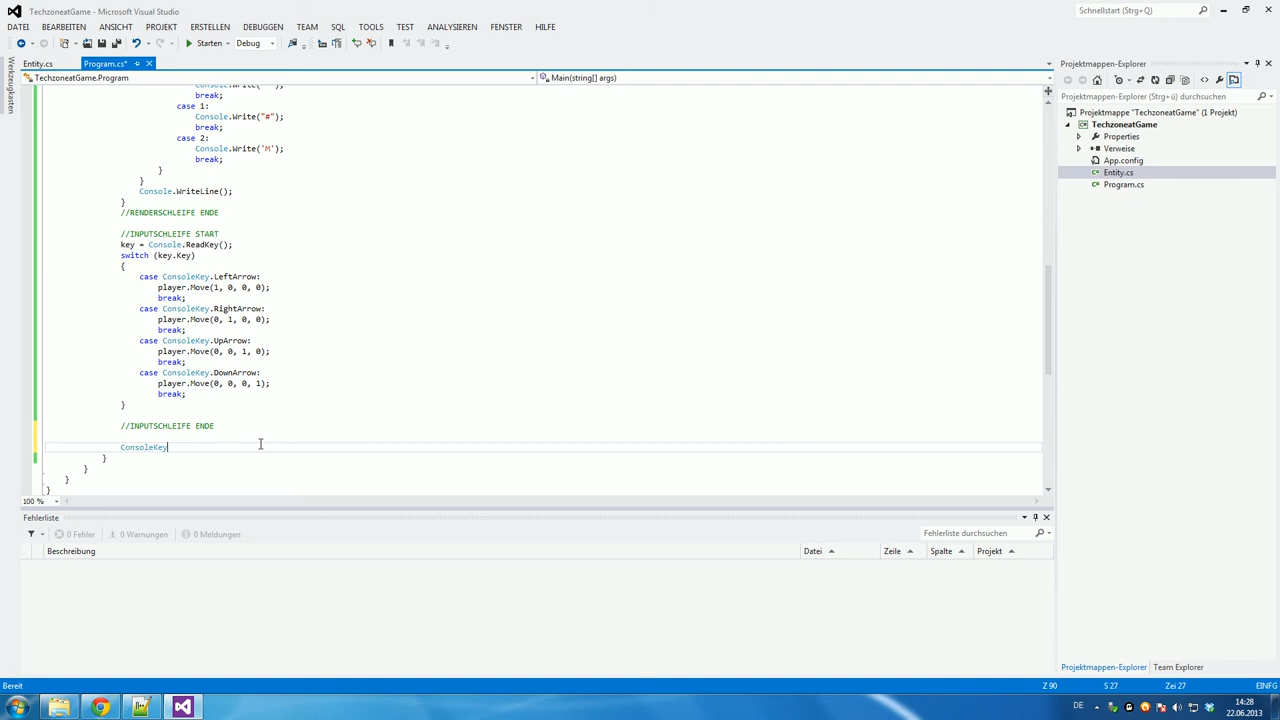 TechzoneatGame - Microsoft Visual Studio
Schnellstart (Strg+Q)
DATEI BEARBEITEN ANSICHT PROJEKT ERSTELLEN DEBUGGEN TEAM SQL TOOLS TEST ANALYSIEREN FENSTER HILFE
Starten Debug
Werkzeugkasten
Entity.cs Program.cs*
TechzoneatGame.Program Main(string[] args)
Console.Write(" ");
break;
case 1:
Console.Write("#");
break;
case 2:
Console.Write('M');
break;
}
}
Console.WriteLine();
}
//RENDERSCHLEIFE ENDE
//INPUTSCHLEIFE START
key = Console.ReadKey();
switch (key.Key)
{
case ConsoleKey.LeftArrow:
player.Move(1, 0, 0, 0);
break;
case ConsoleKey.RightArrow:
player.Move(0, 1, 0, 0);
break;
case ConsoleKey.UpArrow:
player.Move(0, 0, 1, 0);
break;
case ConsoleKey.DownArrow:
player.Move(0, 0, 0, 1);
break;
}
//INPUTSCHLEIFE ENDE
ConsoleKey
}
}
}
}
100 %
Projektmappen-Explorer
Projektmappen-Explorer (Strg+ü) durchsuchen
Projektmappe "TechzoneatGame" (1 Projekt)
TechzoneatGame
Properties
Verweise
App.config
Entity.cs
Program.cs
Fehlerliste
0 Fehler 0 Warnungen 0 Meldungen
Fehlerliste durchsuchen
Beschreibung Datei Zeile Spalte Projekt
Projektmappen-Explorer Team Explorer
Bereit Z 90 S 27 Zei 27 EINFG
DE 14:28
22.06.2013